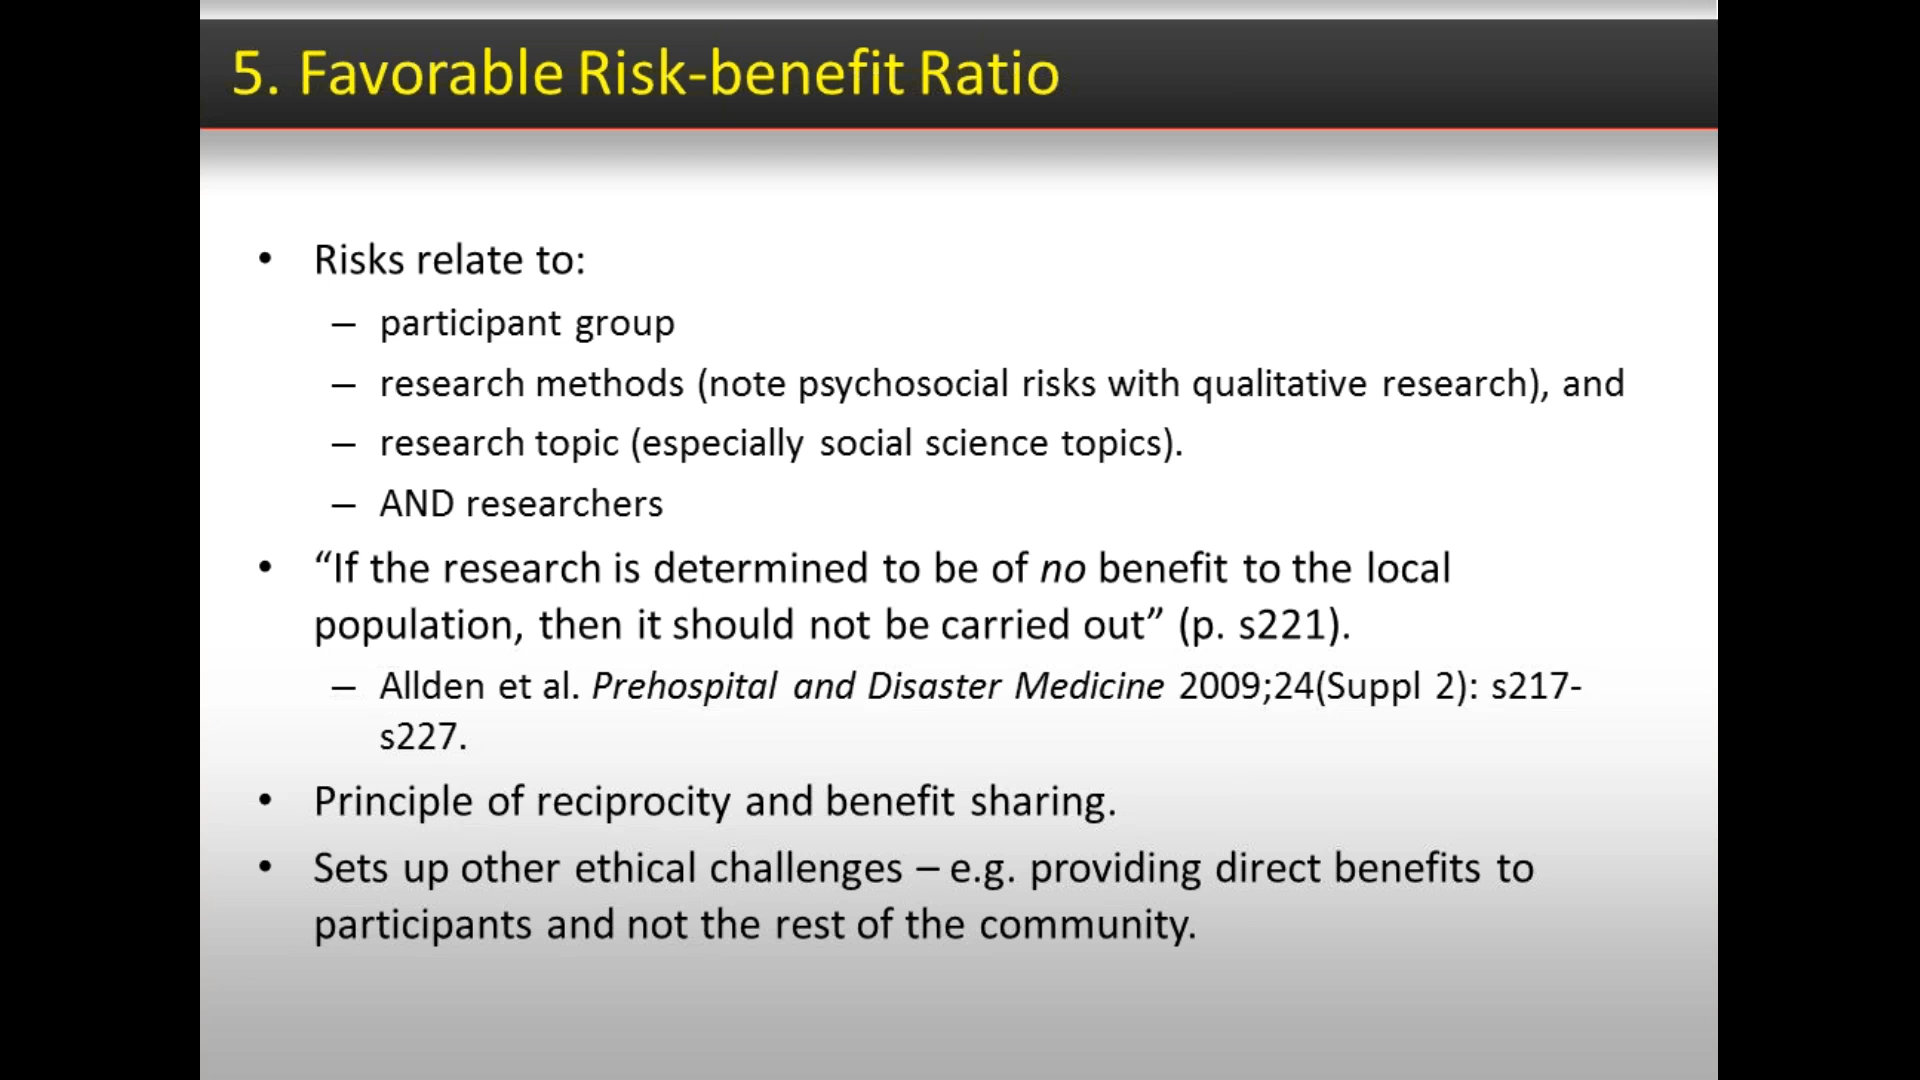 5. Favorable Risk-benefit Ratio
• Risks relate to:
– participant group
– research methods (note psychosocial risks with qualitative research), and
– research topic (especially social science topics).
– AND researchers
• “If the research is determined to be of no benefit to the local
population, then it should not be carried out” (p. s221).
– Allden et al. Prehospital and Disaster Medicine 2009;24(Suppl 2): s217-
s227.
• Principle of reciprocity and benefit sharing.
• Sets up other ethical challenges – e.g. providing direct benefits to
participants and not the rest of the community.